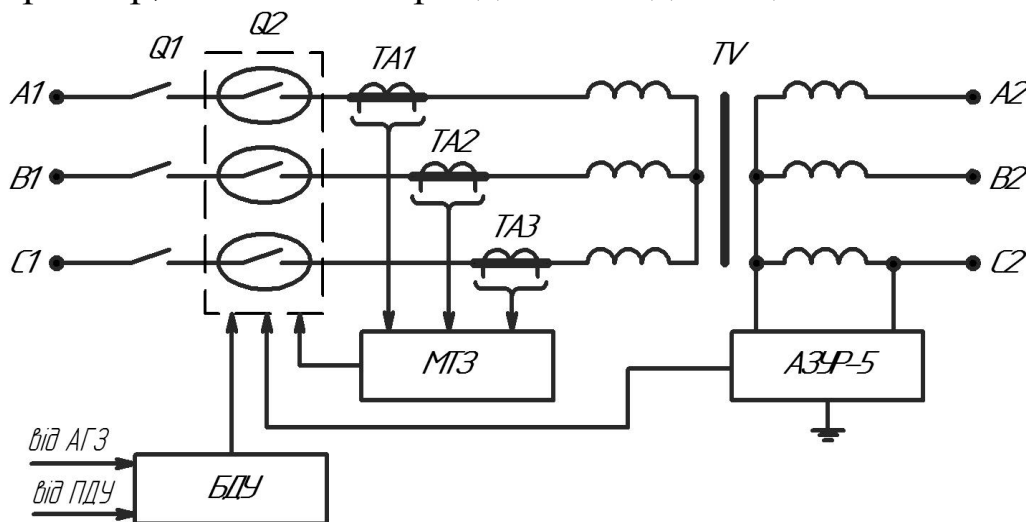 Q1
Q2
TA1
TV
A1
A2
TA2
B1
B2
TA3
C1
C2
МТЗ
АЗУР-5
від АГЗ
від ПДУ
БДУ